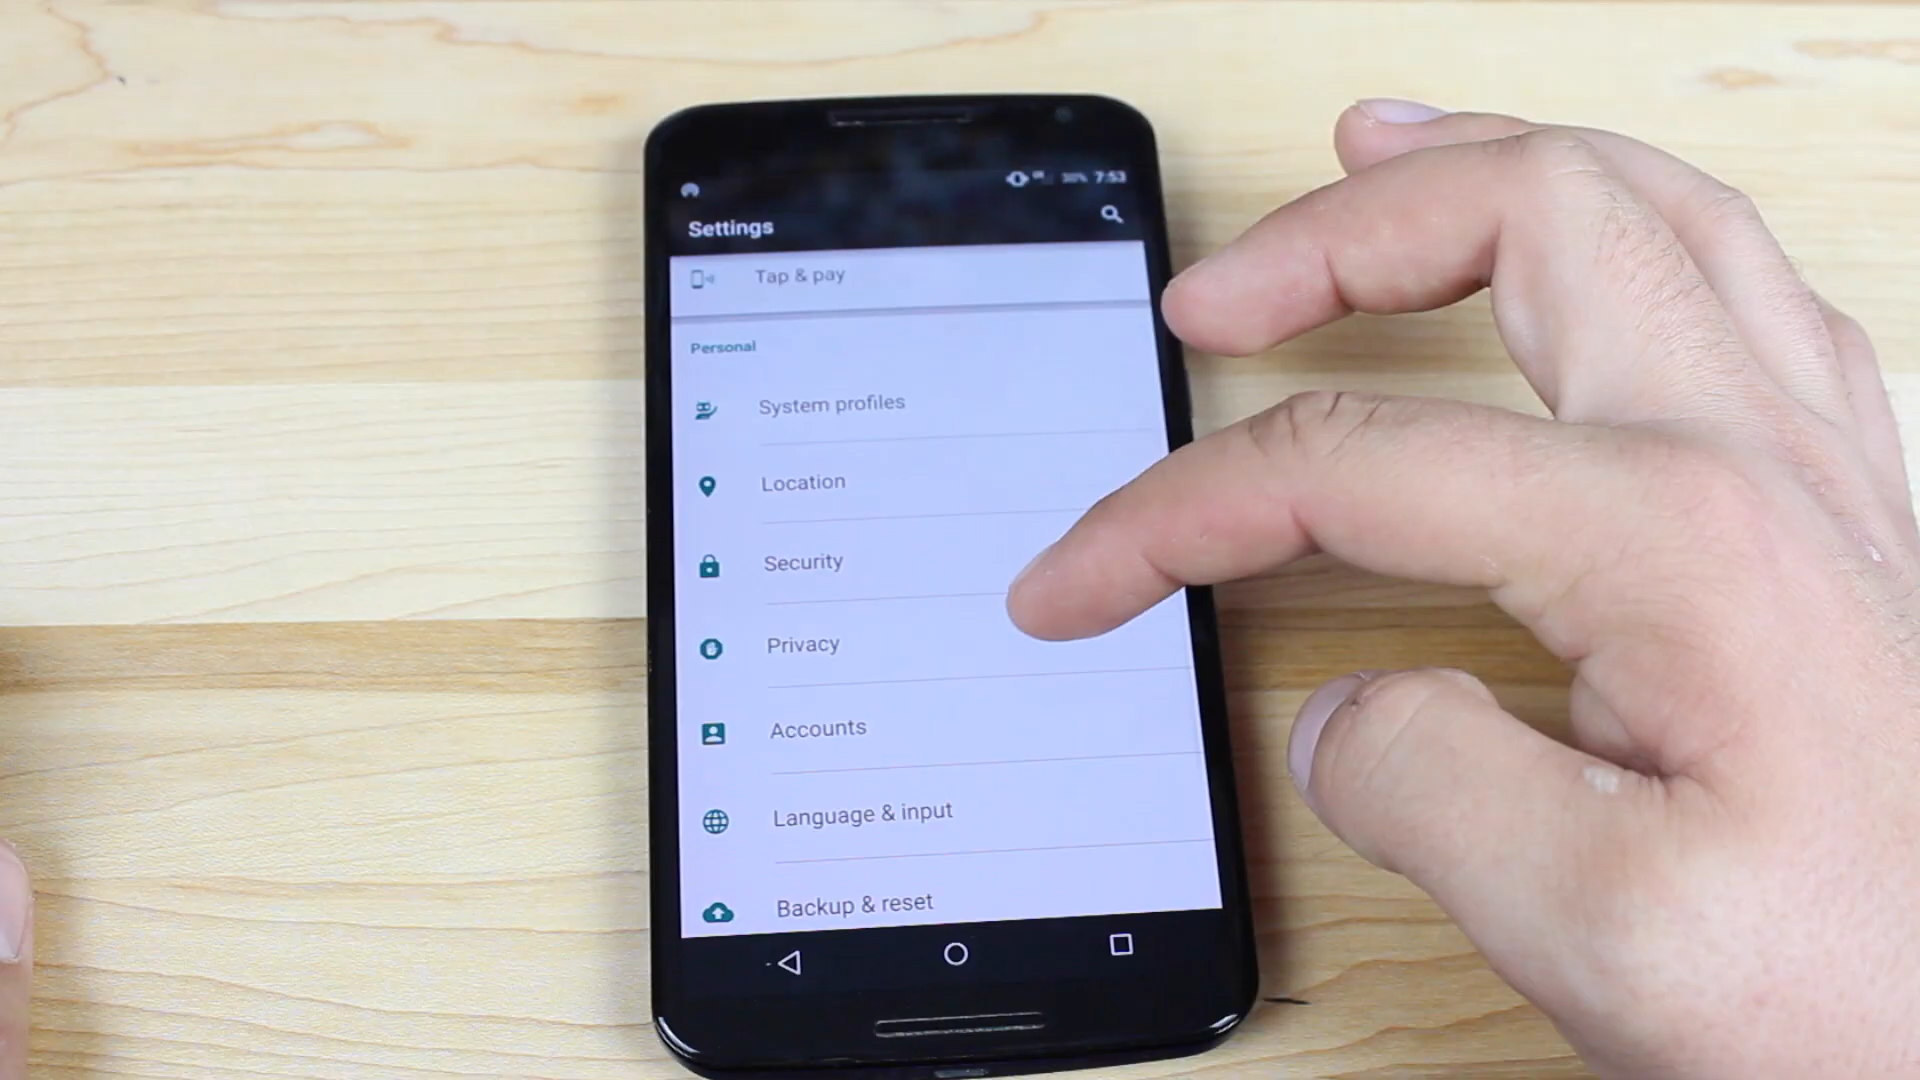 30% 7:53
Settings
Tap & pay
Personal
System profiles
Location
Security
Privacy
Accounts
Language & input
Backup & reset